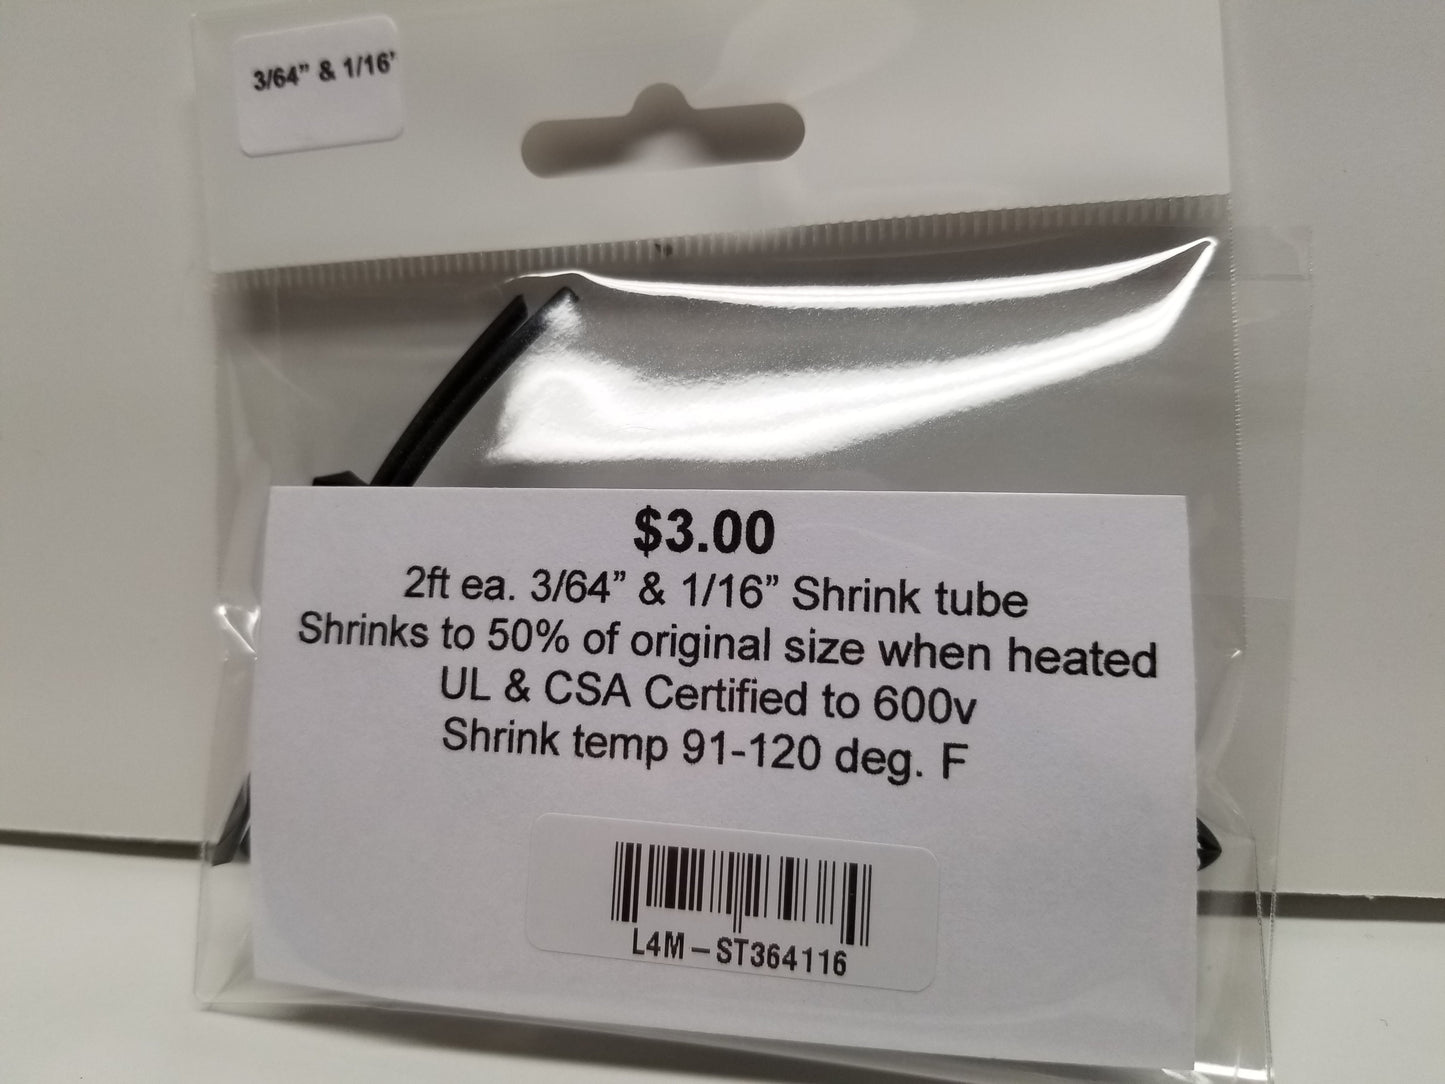 3/64” & 1/16”
$3.00
2ft ea. 3/64” & 1/16” Shrink tube
Shrinks to 50% of original size when heated
UL & CSA Certified to 600v
Shrink temp 91-120 deg. F
L4M-ST364116